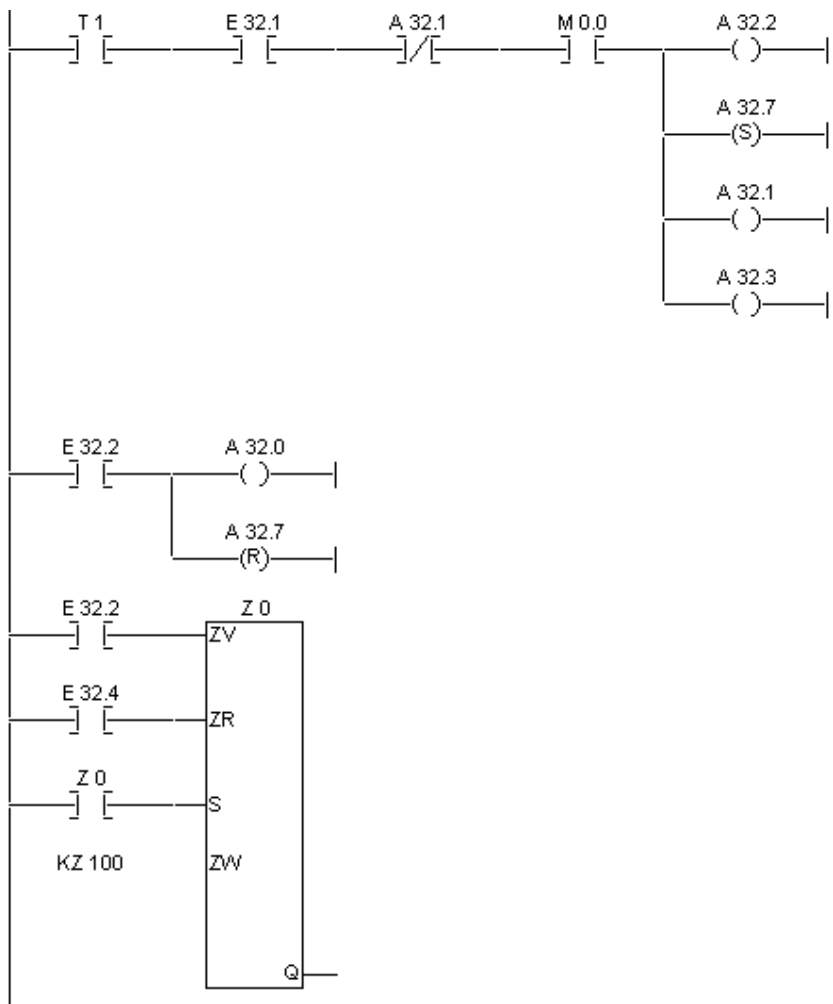 T 1 E 32.1 A 32.1 M 0.0 A 32.2
A 32.7
(S)
A 32.1
A 32.3
E 32.2 A 32.0
A 32.7
(R)
E 32.2 Z 0
ZV
E 32.4
ZR
Z 0
S
KZ 100 ZW
Q